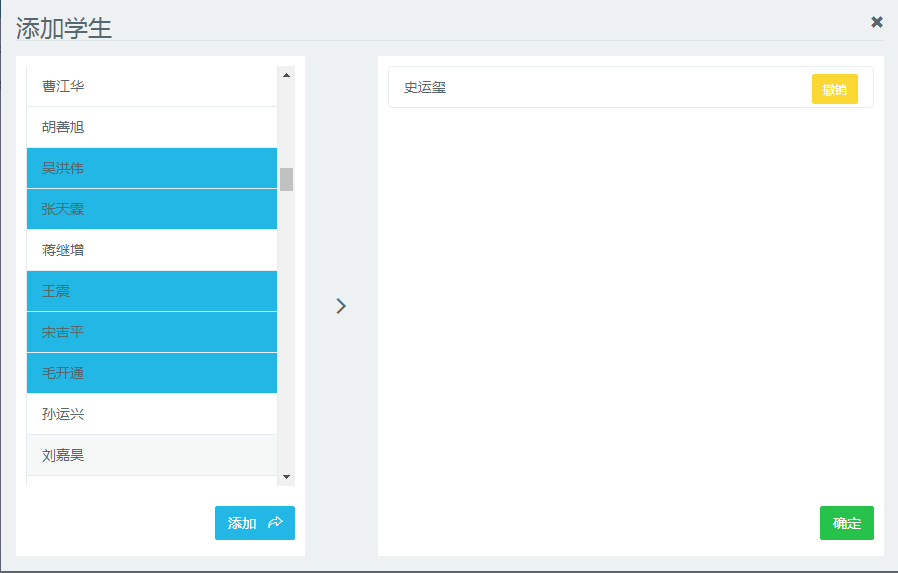 添加学生
曹江华
胡善旭
吴洪伟
张天霖
蒋继增
王震
宋吉平
毛开通
孙运兴
刘嘉昊
添加
史运玺
撤销
确定